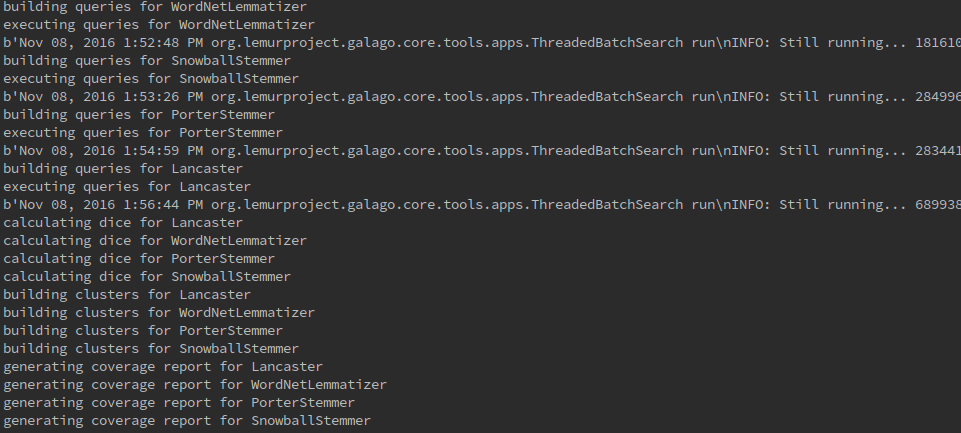 building queries for WordNetLemmatizer
executing queries for WordNetLemmatizer
b'Nov 08, 2016 1:52:48 PM org.lemurproject.galago.core.tools.apps.ThreadedBatchSearch run\nINFO: Still running... 181610
building queries for SnowballStemmer
executing queries for SnowballStemmer
b'Nov 08, 2016 1:53:26 PM org.lemurproject.galago.core.tools.apps.ThreadedBatchSearch run\nINFO: Still running... 284996
building queries for PorterStemmer
executing queries for PorterStemmer
b'Nov 08, 2016 1:54:59 PM org.lemurproject.galago.core.tools.apps.ThreadedBatchSearch run\nINFO: Still running... 283441
building queries for Lancaster
executing queries for Lancaster
b'Nov 08, 2016 1:56:44 PM org.lemurproject.galago.core.tools.apps.ThreadedBatchSearch run\nINFO: Still running... 689938
calculating dice for Lancaster
calculating dice for WordNetLemmatizer
calculating dice for PorterStemmer
calculating dice for SnowballStemmer
building clusters for Lancaster
building clusters for WordNetLemmatizer
building clusters for PorterStemmer
building clusters for SnowballStemmer
generating coverage report for Lancaster
generating coverage report for WordNetLemmatizer
generating coverage report for PorterStemmer
generating coverage report for SnowballStemmer